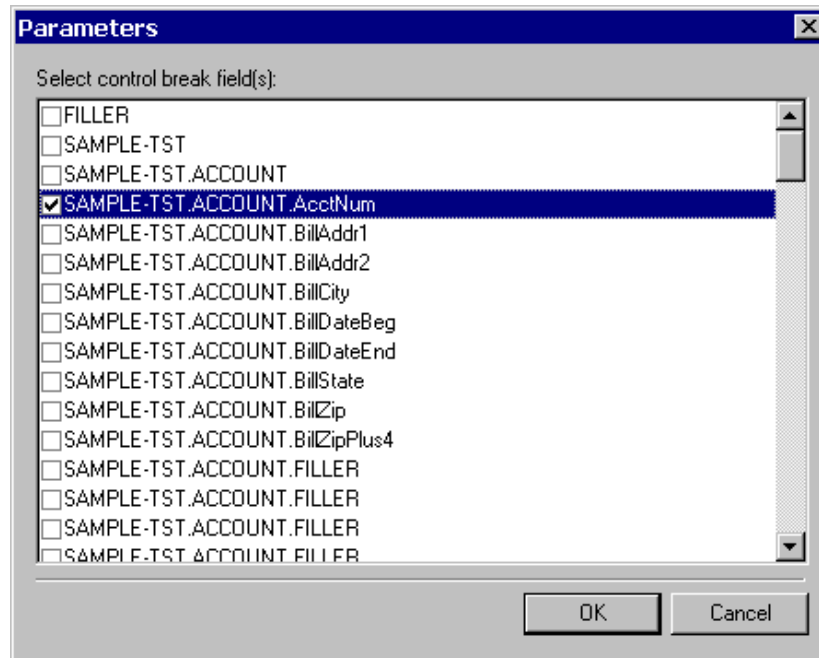 Parameters
Select control break field(s):
FILLER
SAMPLE-TST
SAMPLE-TST.ACCOUNT
SAMPLE-TST.ACCOUNT.AcctNum
SAMPLE-TST.ACCOUNT.BillAddr1
SAMPLE-TST.ACCOUNT.BillAddr2
SAMPLE-TST.ACCOUNT.BillCity
SAMPLE-TST.ACCOUNT.BillDateBeg
SAMPLE-TST.ACCOUNT.BillDateEnd
SAMPLE-TST.ACCOUNT.BillState
SAMPLE-TST.ACCOUNT.BillZip
SAMPLE-TST.ACCOUNT.BillZipPlus4
SAMPLE-TST.ACCOUNT.FILLER
SAMPLE-TST.ACCOUNT.FILLER
SAMPLE-TST.ACCOUNT.FILLER
SAMPLE-TST.ACCOUNT.FILLER
OK Cancel